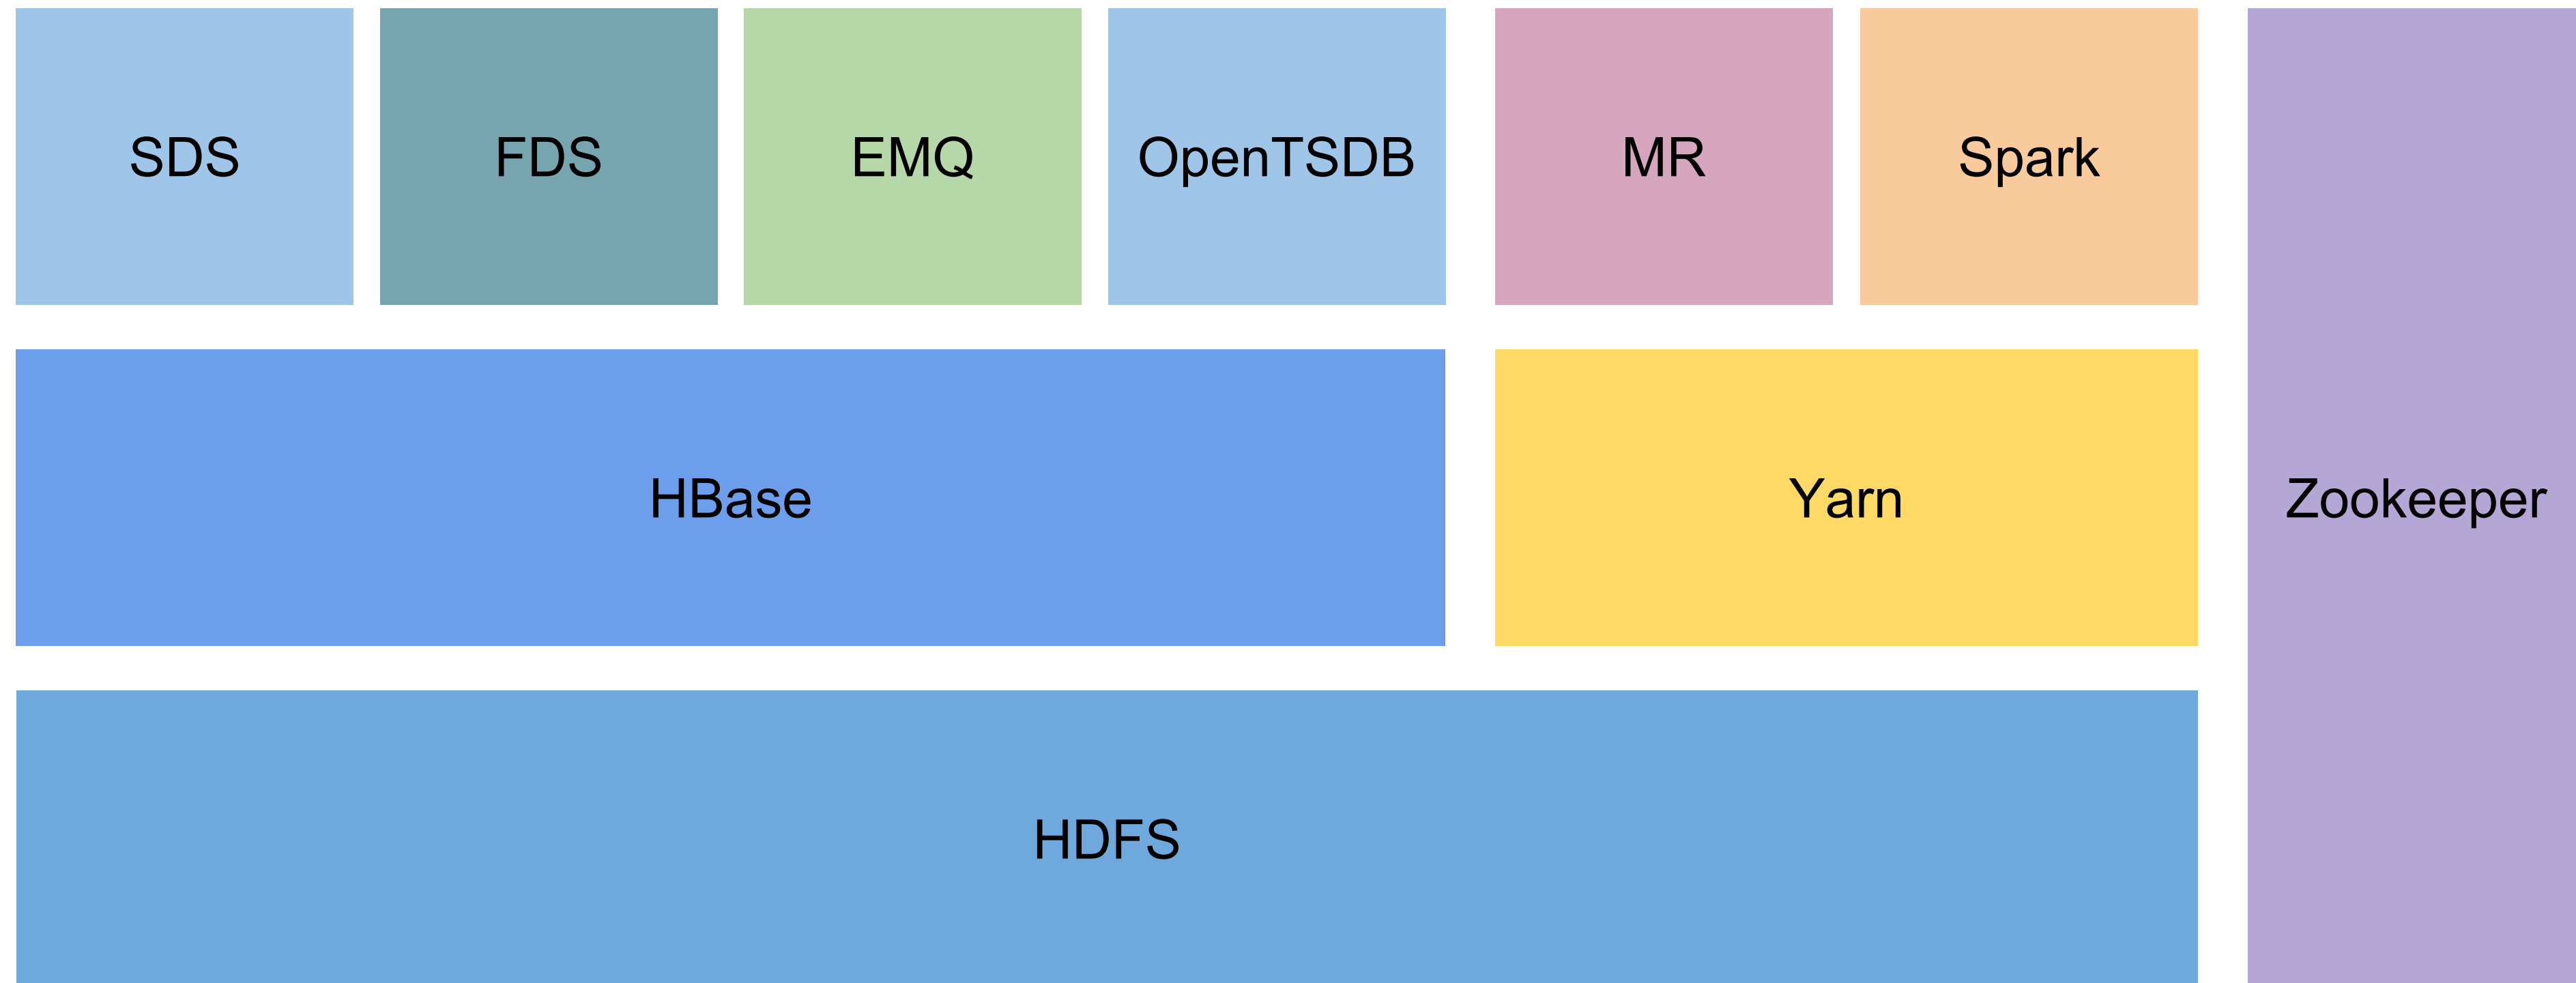 SDS
FDS
EMQ
OpenTSDB
MR
Spark
HBase
Yarn
Zookeeper
HDFS